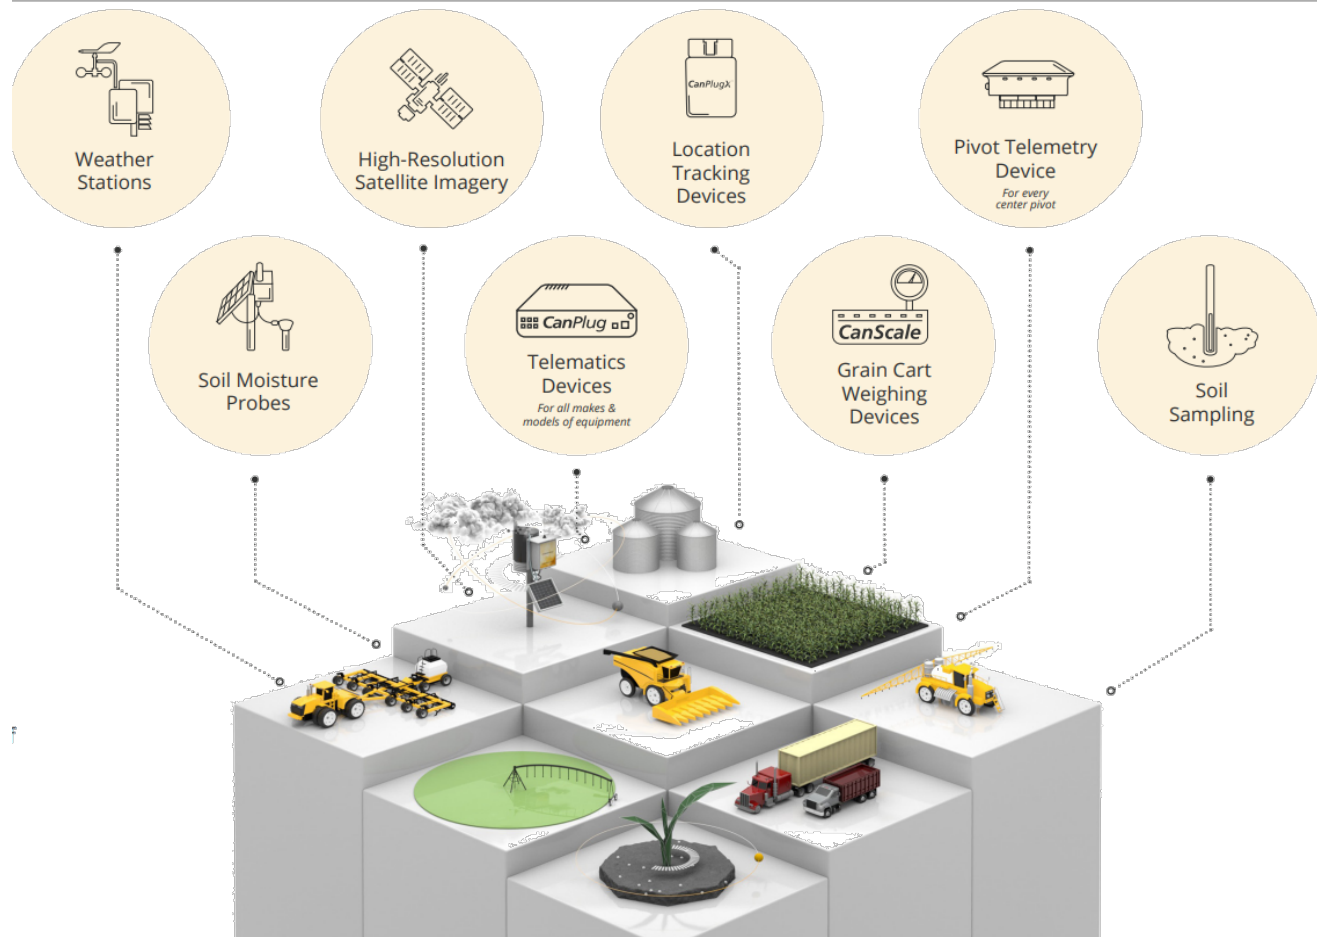 Weather
Stations
High-Resolution
Satellite Imagery
CanPlugX
Location
Tracking
Devices
Pivot Telemetry
Device
For every
center pivot
Soil Moisture
Probes
CanPlug
Telematics
Devices
For all makes &
models of equipment
CanScale
Grain Cart
Weighing
Devices
Soil
Sampling